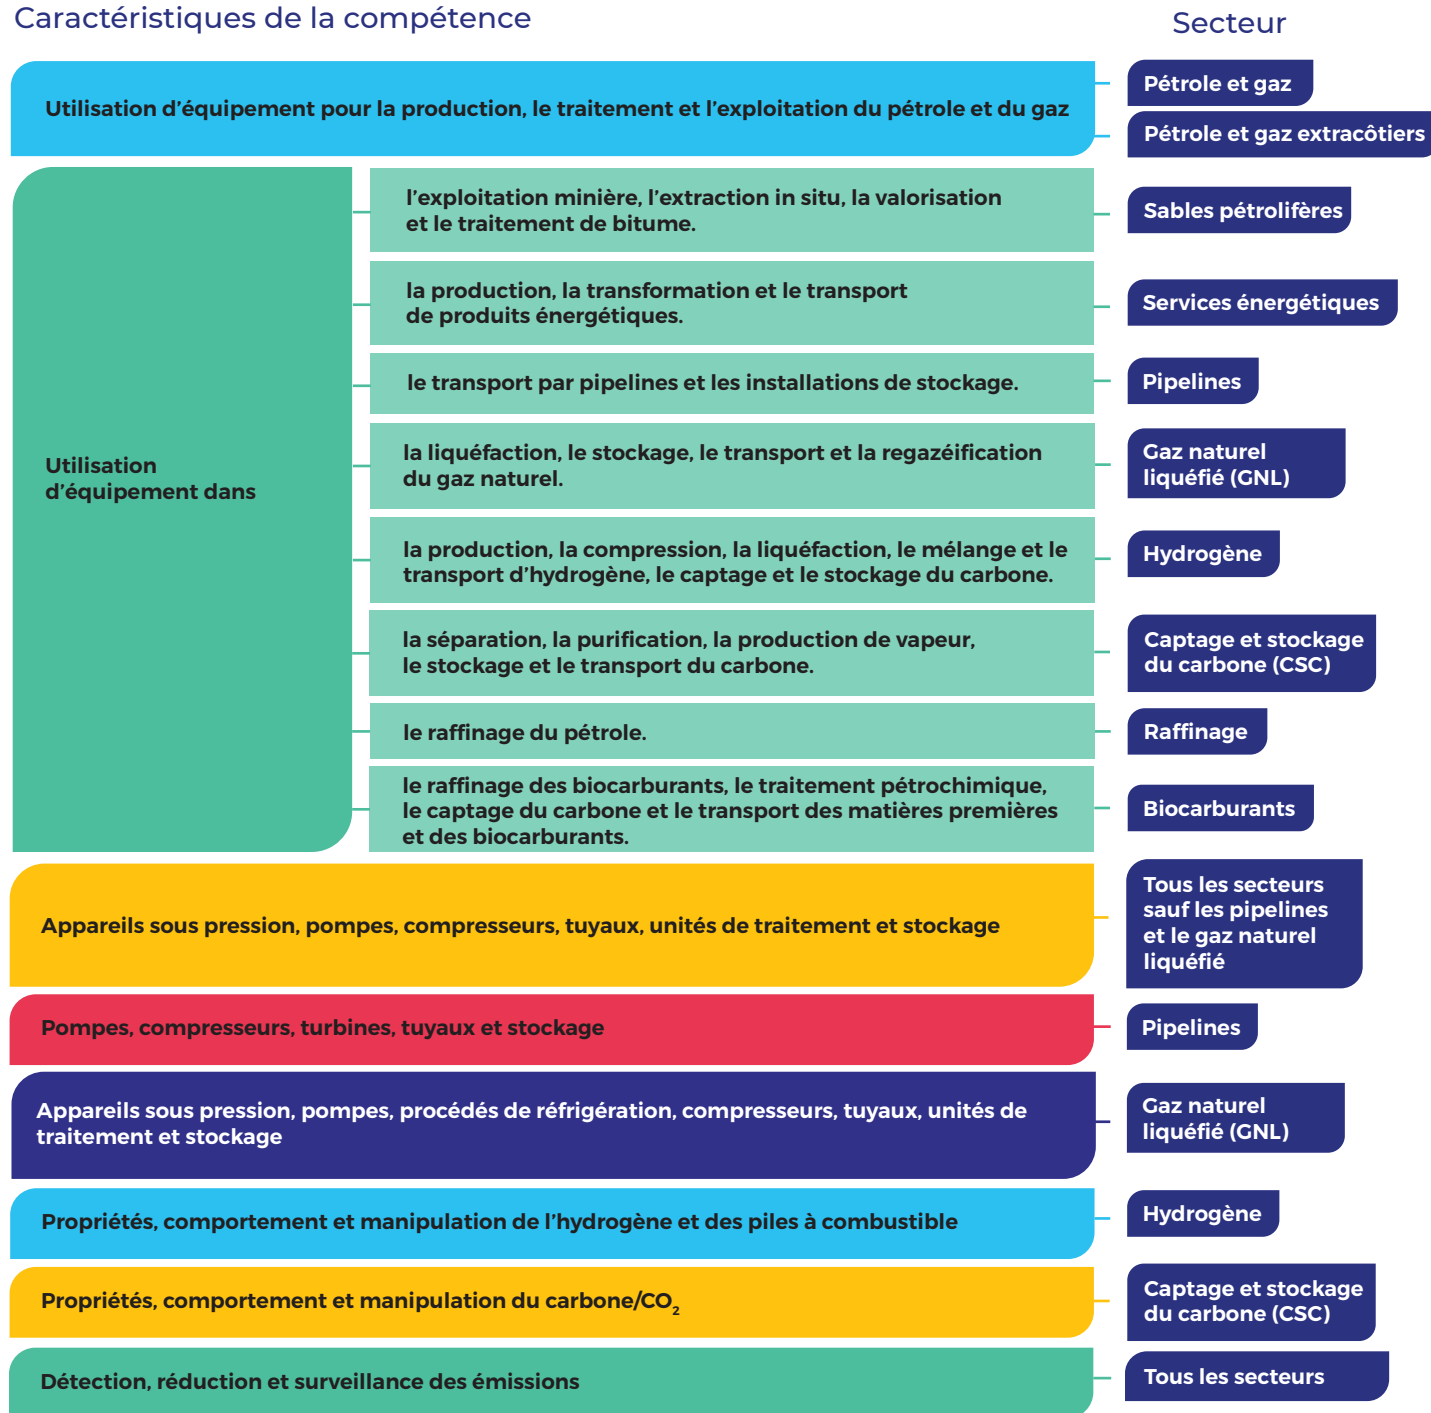 Caractéristiques de la compétence
Secteur
Utilisation d’équipement pour la production, le traitement et l’exploitation du pétrole et du gaz
Pétrole et gaz
Pétrole et gaz extracôtiers
Utilisation
d’équipement dans
l’exploitation minière, l’extraction in situ, la valorisation
et le traitement de bitume.
Sables pétrolifères
la production, la transformation et le transport
de produits énergétiques.
Services énergétiques
le transport par pipelines et les installations de stockage.
Pipelines
la liquéfaction, le stockage, le transport et la regazéification
du gaz naturel.
Gaz naturel
liquéfié (GNL)
la production, la compression, la liquéfaction, le mélange et le
transport d’hydrogène, le captage et le stockage du carbone.
Hydrogène
la séparation, la purification, la production de vapeur,
le stockage et le transport du carbone.
Captage et stockage
du carbone (CSC)
le raffinage du pétrole.
Raffinage
le raffinage des biocarburants, le traitement pétrochimique,
le captage du carbone et le transport des matières premières
et des biocarburants.
Biocarburants
Appareils sous pression, pompes, compresseurs, tuyaux, unités de traitement et stockage
Tous les secteurs
sauf les pipelines
et le gaz naturel
liquéfié
Pompes, compresseurs, turbines, tuyaux et stockage
Pipelines
Appareils sous pression, pompes, procédés de réfrigération, compresseurs, tuyaux, unités de
traitement et stockage
Gaz naturel
liquéfié (GNL)
Propriétés, comportement et manipulation de l’hydrogène et des piles à combustible
Hydrogène
Propriétés, comportement et manipulation du carbone/CO₂
Captage et stockage
du carbone (CSC)
Détection, réduction et surveillance des émissions
Tous les secteurs